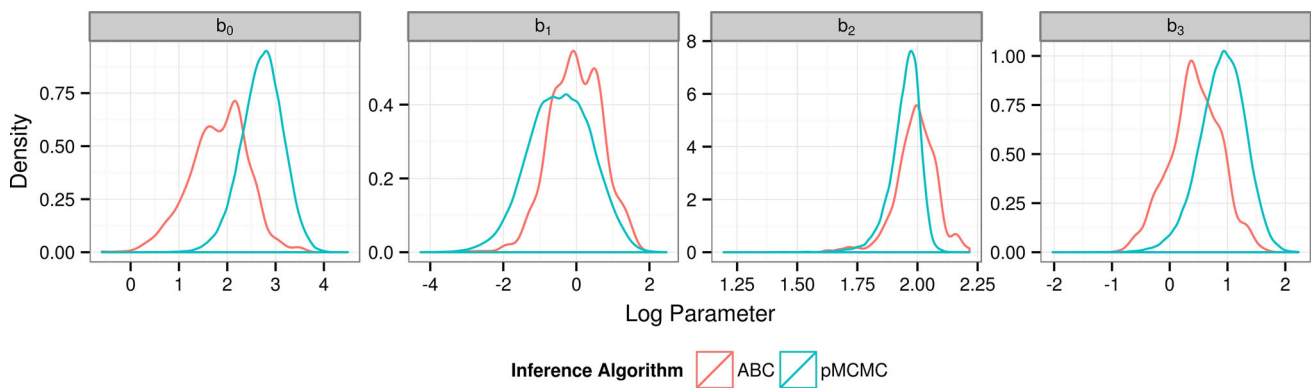 b0 b1 b2 b3
Density
0.75
0.50
0.25
0.00
0 1 2 3 4
0.4
0.2
0.0
-4 -2 0 2
8
6
4
2
0
1.25 1.50 1.75 2.00 2.25
1.00
0.75
0.50
0.25
0.00
-2 -1 0 1 2
Log Parameter
Inference Algorithm ABC pMCMC